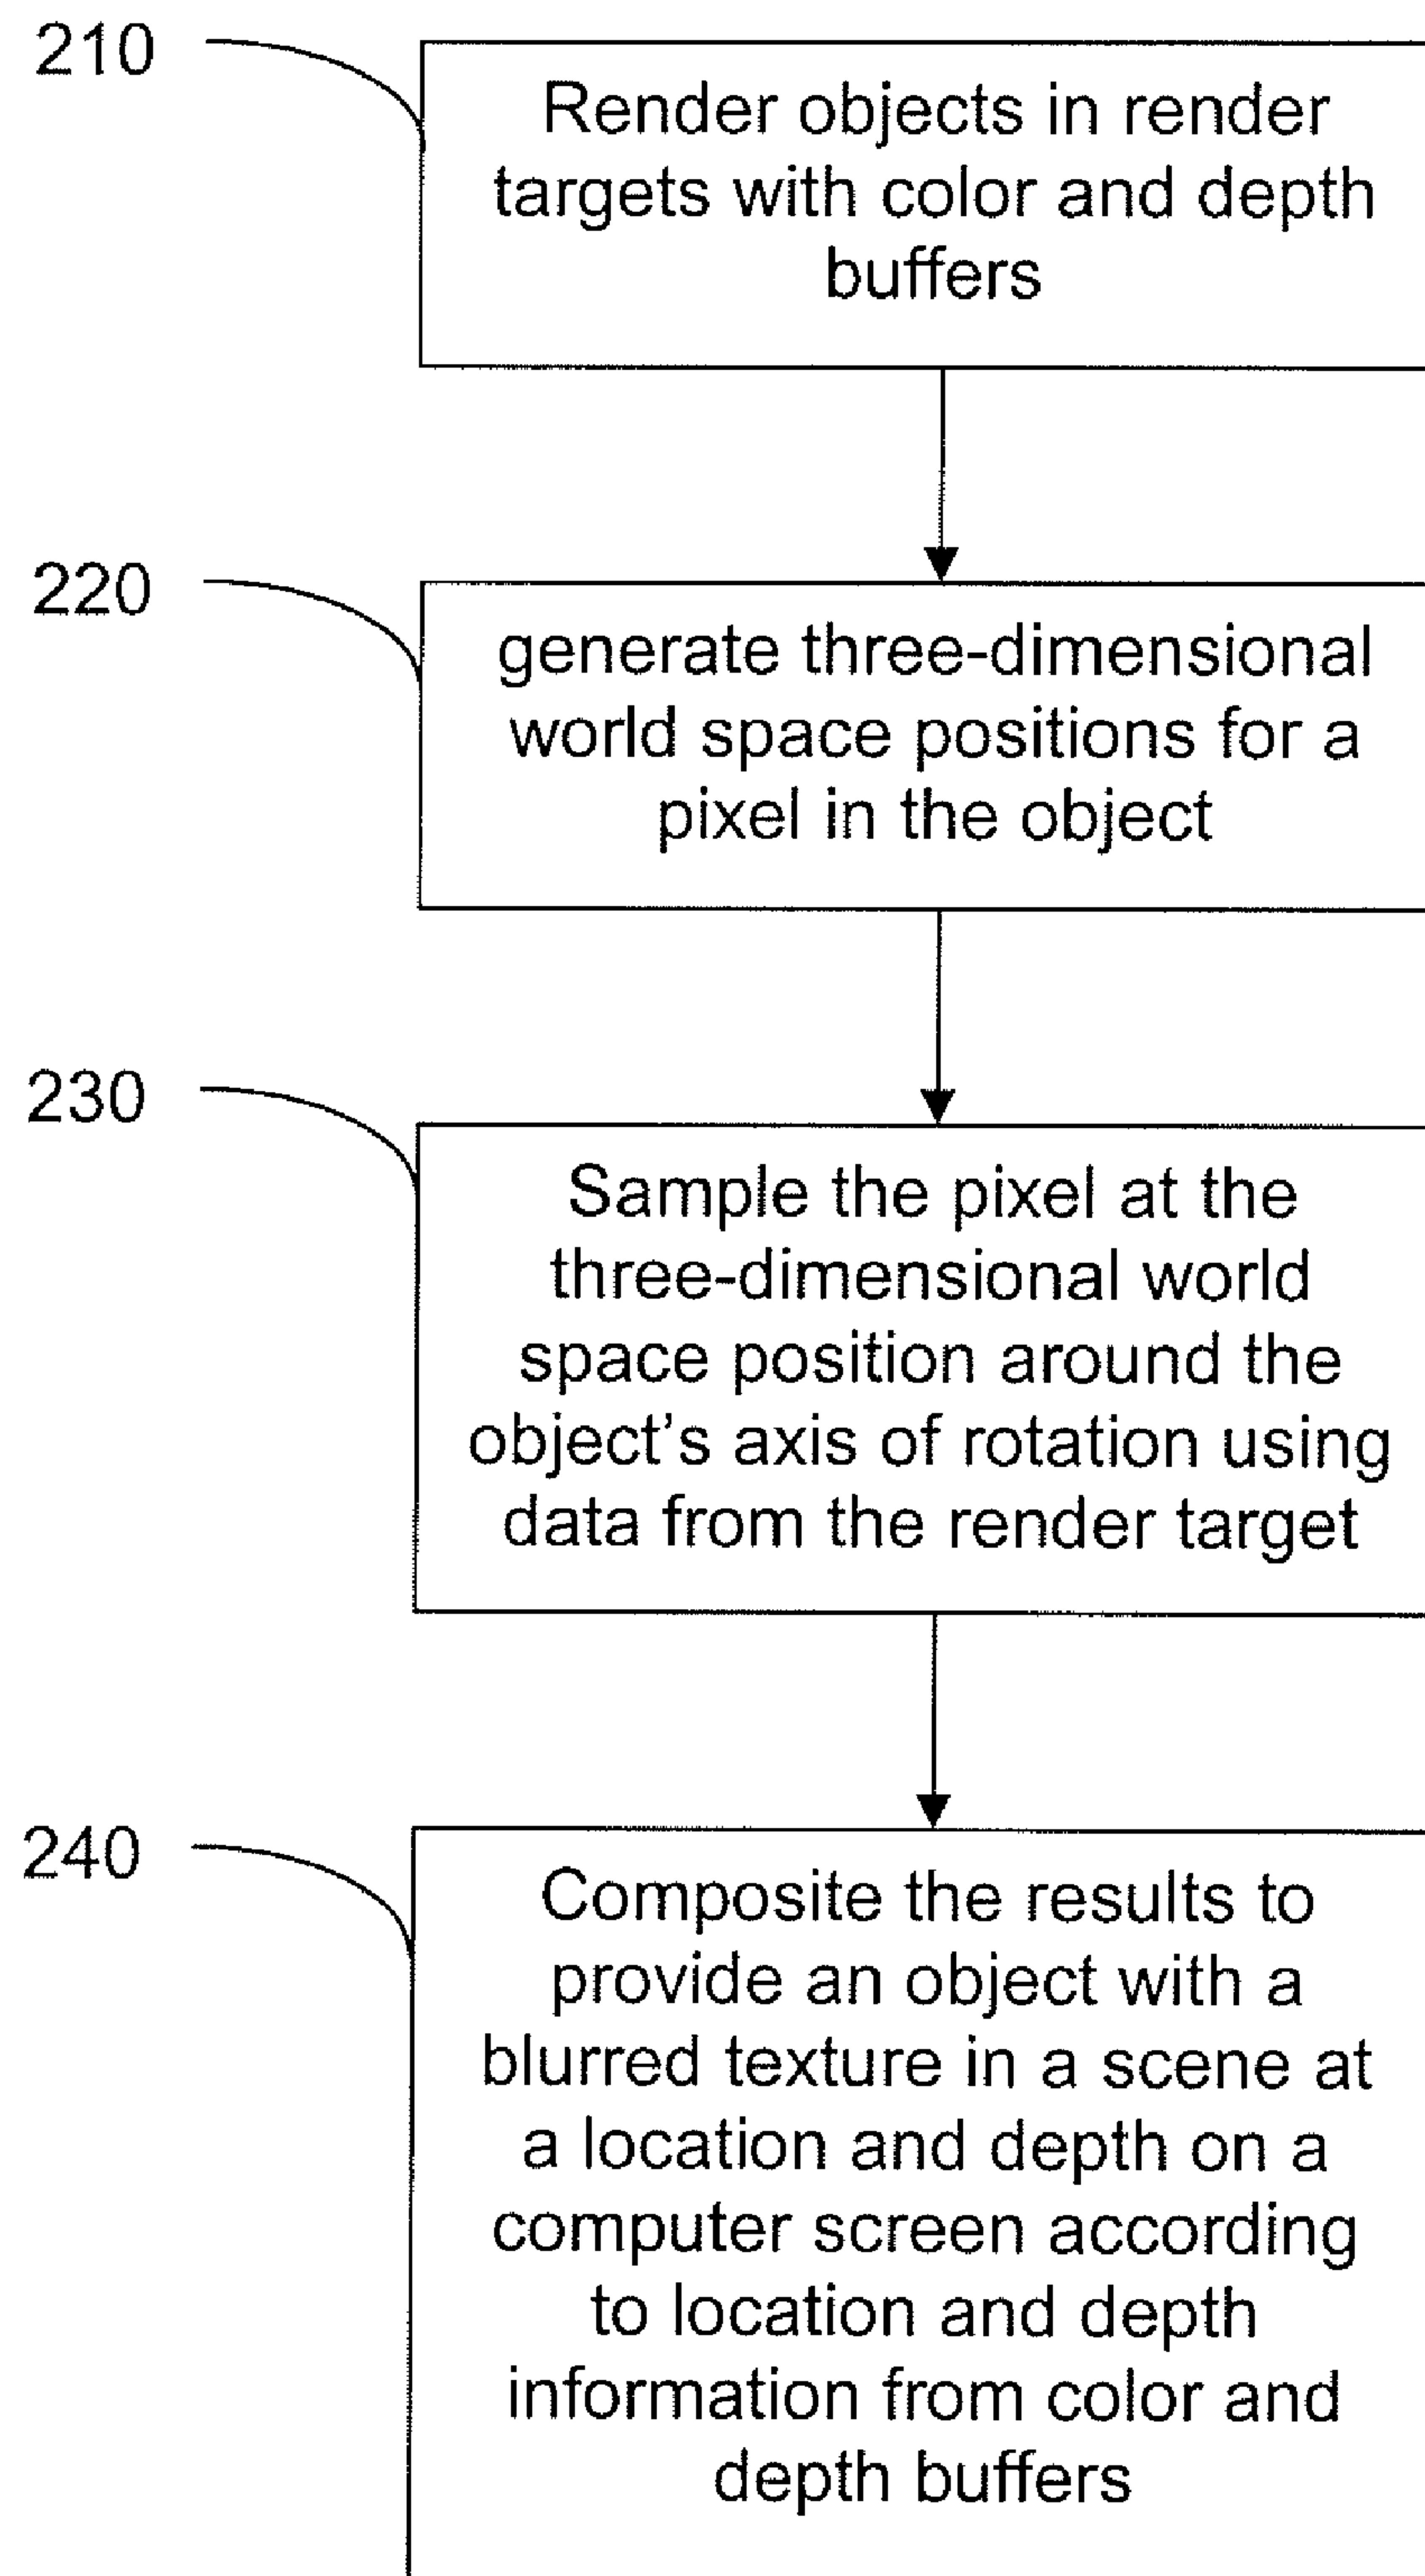 210
Render objects in render
targets with color and depth
buffers
220
generate three-dimensional
world space positions for a
pixel in the object
230
Sample the pixel at the
three-dimensional world
space position around the
object's axis of rotation using
data from the render target
240
Composite the results to
provide an object with a
blurred texture in a scene at
a location and depth on a
computer screen according
to location and depth
information from color and
depth buffers